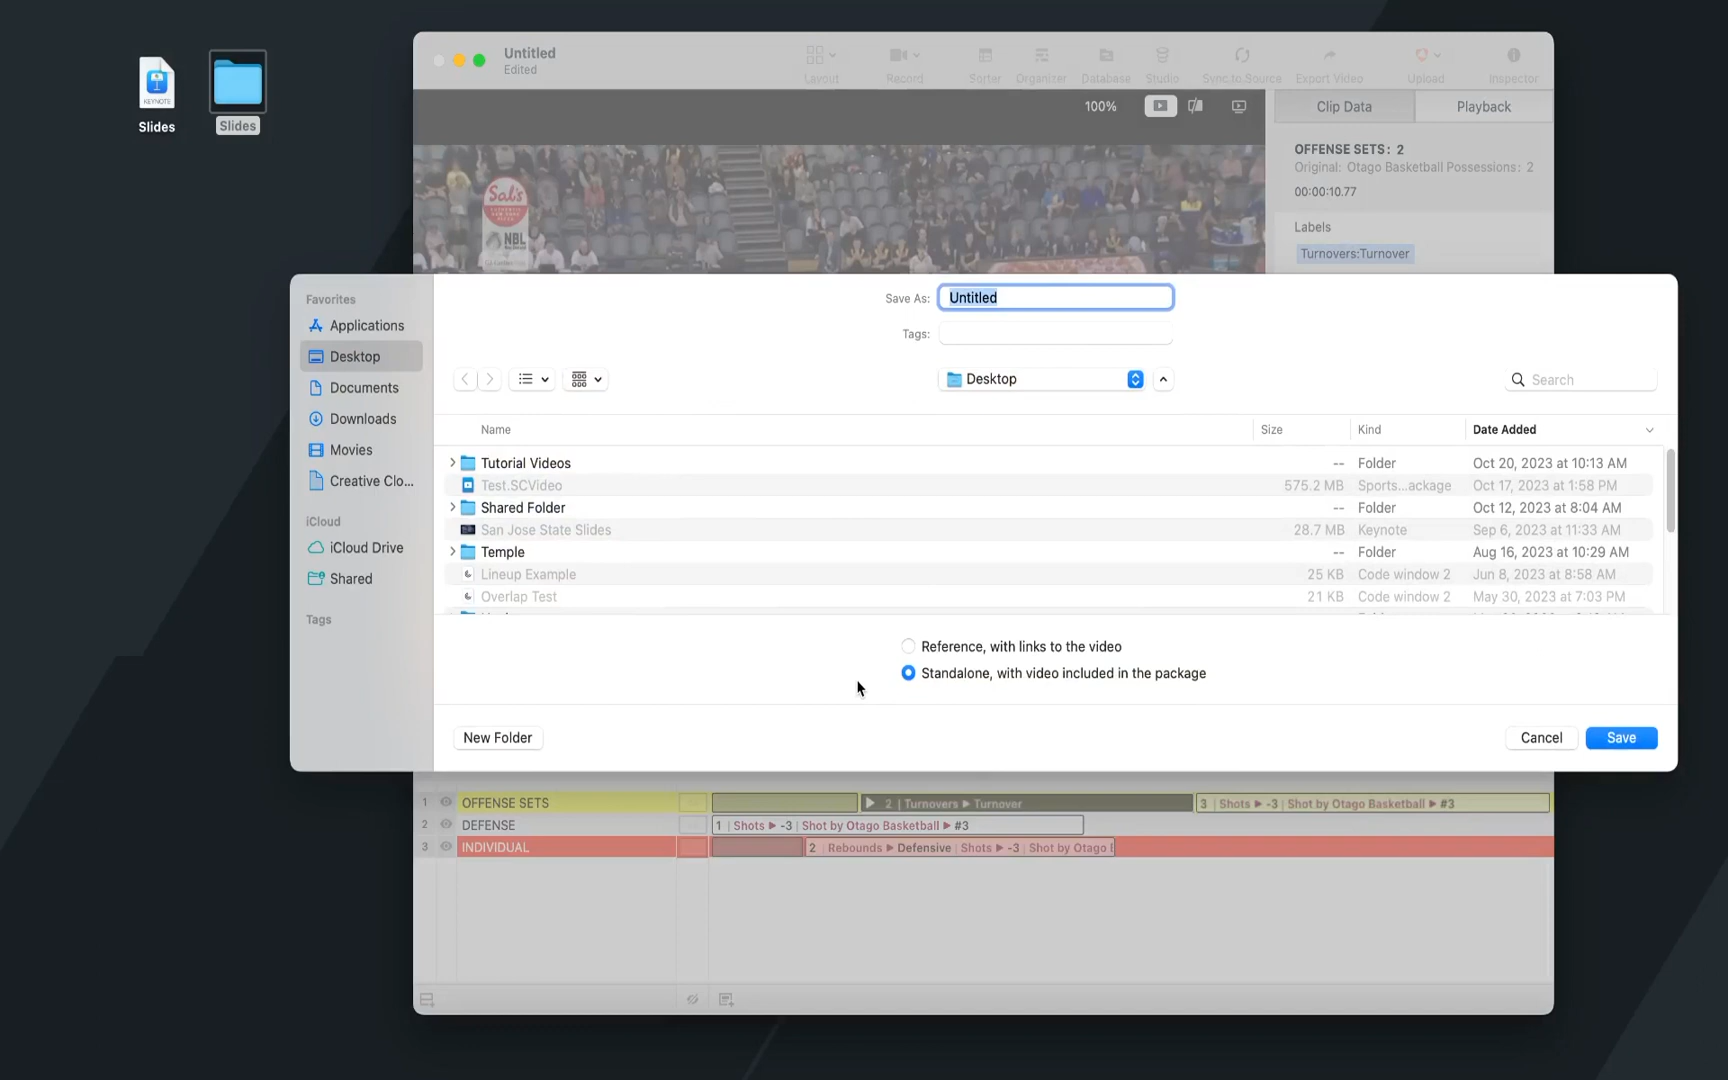 Untitled
Edited
Layout
Record
Sorter
Organizer
Database
Studio
Sync to Source
Export Video
Upload
Inspector
KEYNOTE
Slides
Slides
100%
Clip Data
Playback
OFFENSE SETS: 2
Original: Otago Basketball Possessions: 2
00:00:10.77
Labels
Turnovers:Turnover
Sal's
NBL
Favorites
Applications
Desktop
Documents
Downloads
Movies
Creative Clo...
iCloud
iCloud Drive
Shared
Tags
Save As: Untitled
Tags:
Desktop
Search
Name Size Kind Date Added
Tutorial Videos -- Folder Oct 20, 2023 at 10:13 AM
Test.SCVideo 575.2 MB Sports...ackage Oct 17, 2023 at 1:58 PM
Shared Folder -- Folder Oct 12, 2023 at 8:04 AM
San Jose State Slides 28.7 MB Keynote Sep 6, 2023 at 11:33 AM
Temple -- Folder Aug 16, 2023 at 10:29 AM
Lineup Example 25 KB Code window 2 Jun 8, 2023 at 8:58 AM
Overlap Test 21 KB Code window 2 May 30, 2023 at 7:03 PM
Reference, with links to the video
Standalone, with video included in the package
New Folder
Cancel
Save
1 OFFENSE SETS 2 | Turnovers ▶ Turnover 3 | Shots ▶ -3 | Shot by Otago Basketball ▶ #3
2 DEFENSE 1 | Shots ▶ -3 | Shot by Otago Basketball ▶ #3
3 INDIVIDUAL 2 | Rebounds ▶ Defensive | Shots ▶ -3 | Shot by Otago